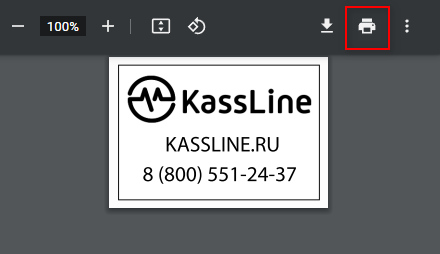 100%
KassLine
KASSLINE.RU
8 (800) 551-24-37